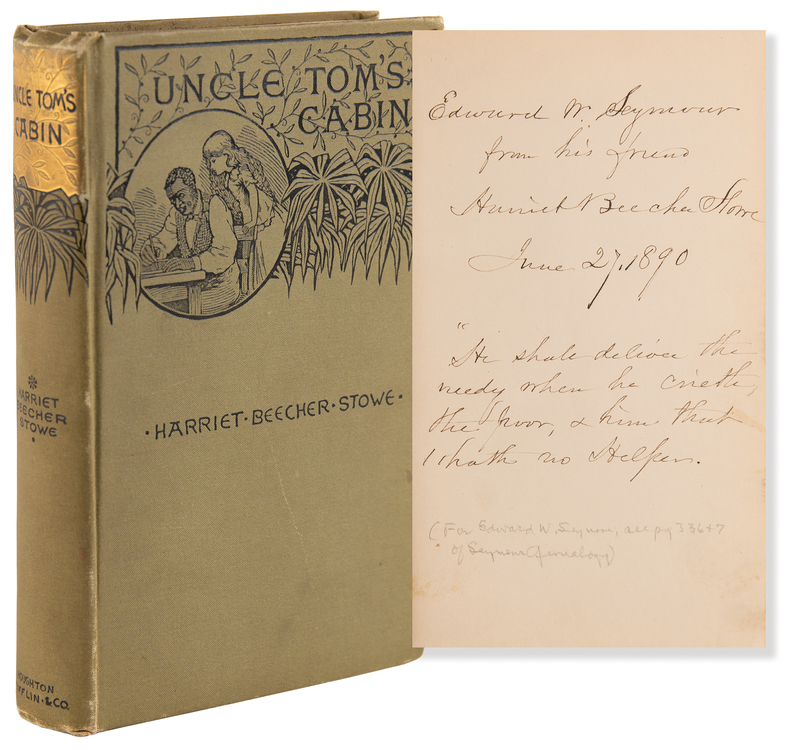 UNCLE TOM'S
CABIN
HARRIET
BEECHER
STOWE
HOUGHTON
MIFFLIN & CO.
UNCLE TOM'S
CABIN
·HARRIET·BEECHER·STOWE·
Edward W. Seymour
from his friend
Harriet Beecher Stowe
June 27, 1890
"He shall deliver the
needy when he crieth,
the poor, & him that
hath no Helper.
(For Edward W. Seymour, see pg 336+7
of Seymour Genealogy)